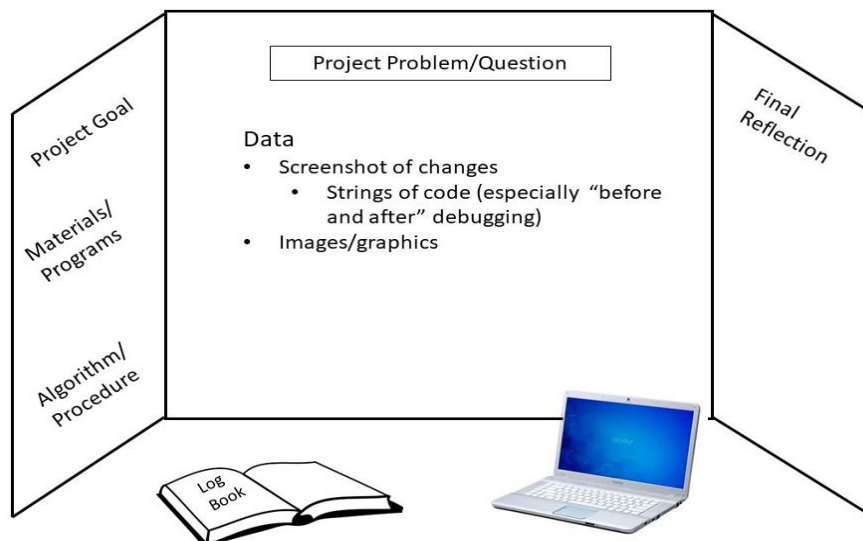 Project Problem/Question
Project Goal
Materials/
Programs
Algorithm/
Procedure
Data
• Screenshot of changes
• Strings of code (especially “before
and after” debugging)
• Images/graphics
Final
Reflection
Log
Book